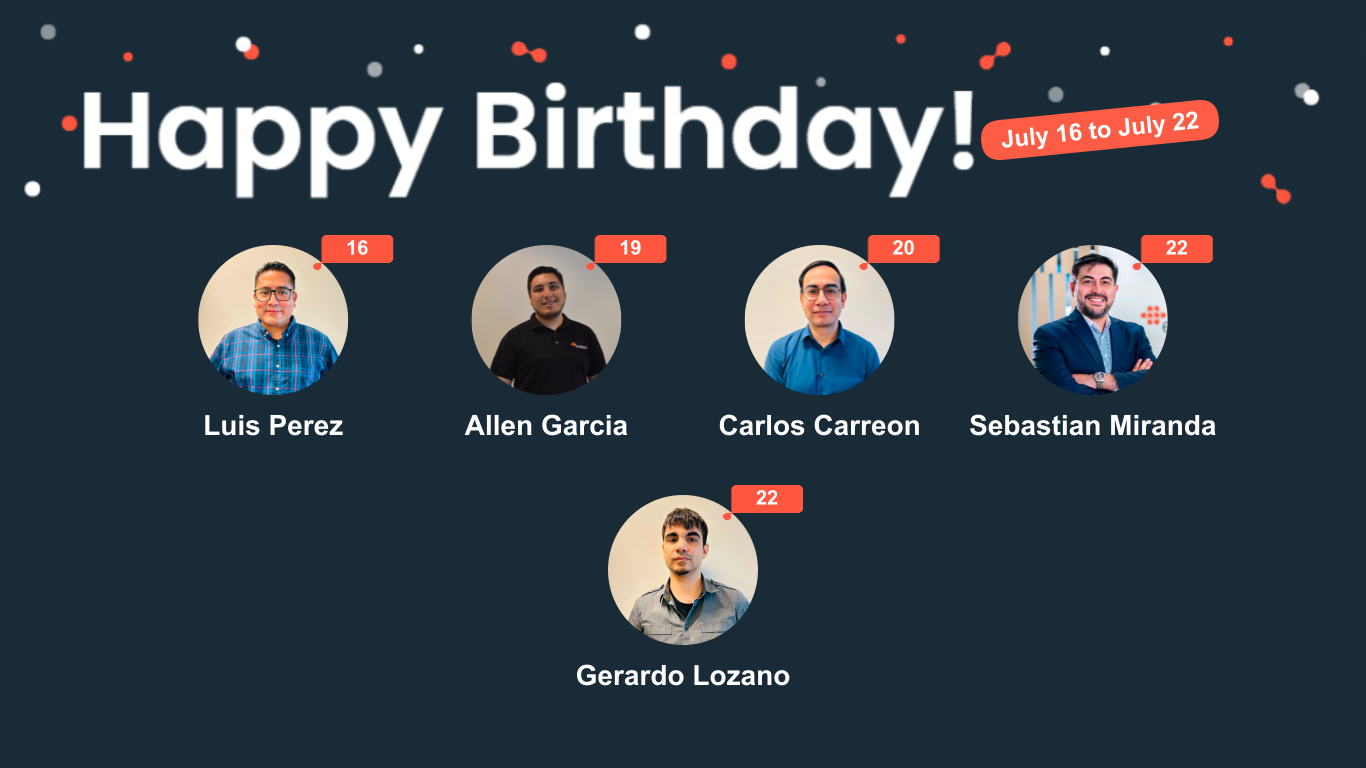 Happy Birthday!
July 16 to July 22
16
19
20
22
Luis Perez
Allen Garcia
Carlos Carreon
Sebastian Miranda
22
Gerardo Lozano